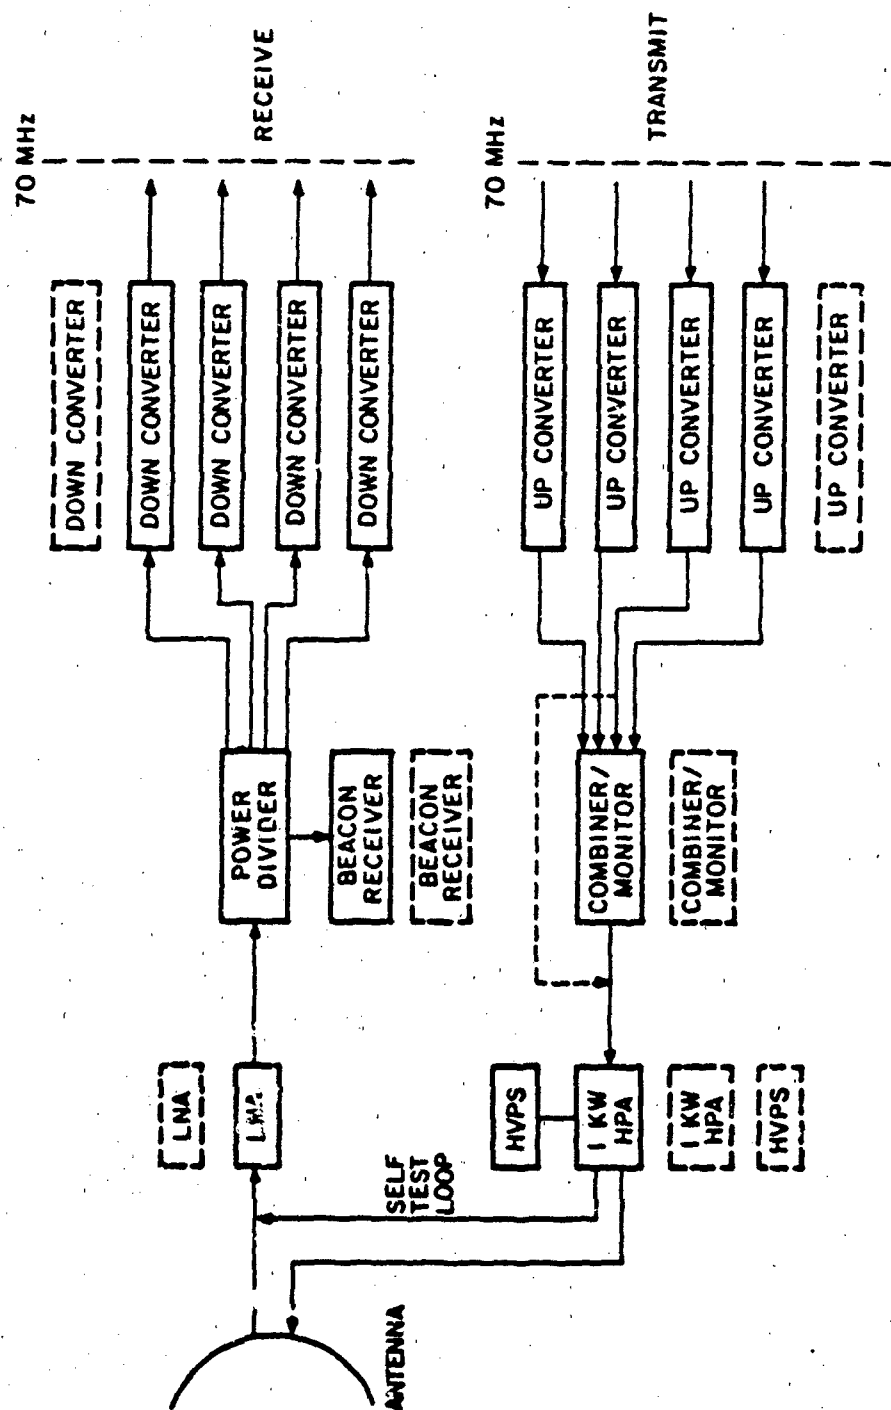 70 MHz
RECEIVE
DOWN CONVERTER
DOWN CONVERTER
DOWN CONVERTER
DOWN CONVERTER
DOWN CONVERTER
POWER
DIVIDER
BEACON
RECEIVER
BEACON
RECEIVER
LNA
LNA
SELF
TEST
LOOP
ANTENNA
70 MHz
TRANSMIT
UP CONVERTER
UP CONVERTER
UP CONVERTER
UP CONVERTER
UP CONVERTER
COMBINER/
MONITOR
COMBINER/
MONITOR
HVPS
1 KW
HPA
1 KW
HPA
HVPS